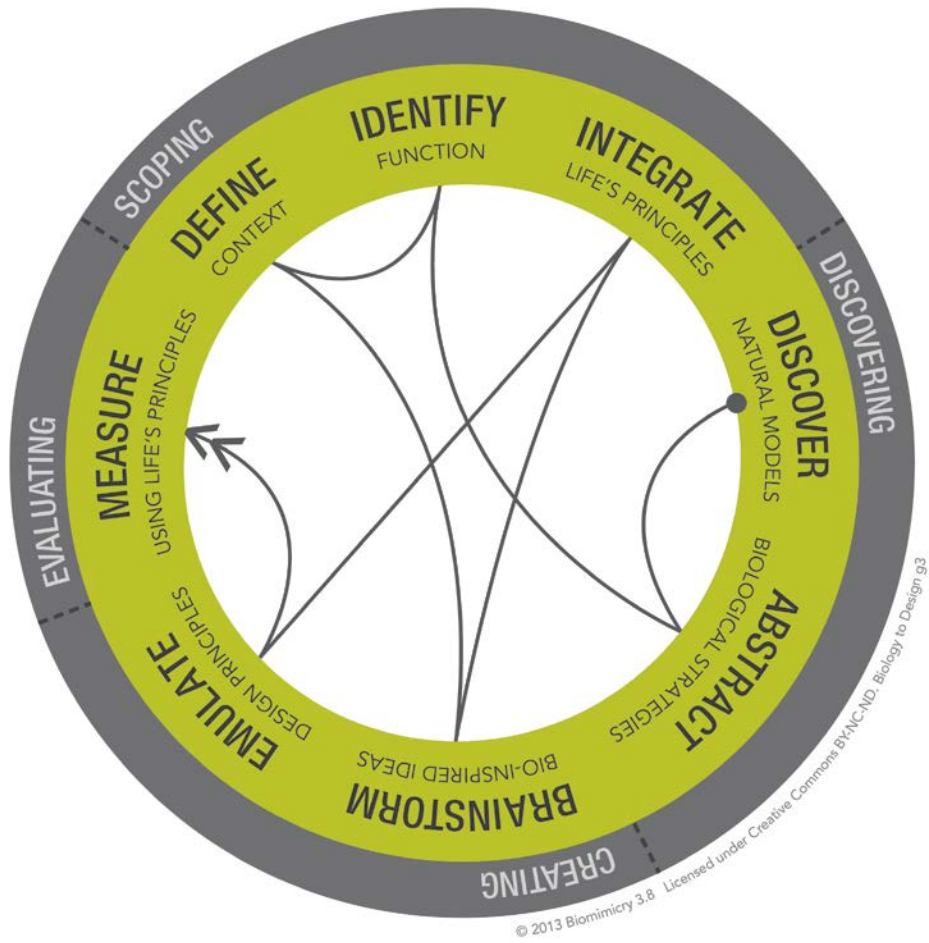 SCOPING
DEFINE
CONTEXT
IDENTIFY
FUNCTION
INTEGRATE
LIFE'S PRINCIPLES
DISCOVERING
DISCOVER
NATURAL MODELS
ABSTRACT
BIOLOGICAL STRATEGIES
CREATING
BRAINSTORM
BIO-INSPIRED IDEAS
EMULATE
DESIGN PRINCIPLES
EVALUATING
MEASURE
USING LIFE'S PRINCIPLES
© 2013 Biomimicry 3.8 Licensed under Creative Commons BY-NC-ND. Biology to Design g3